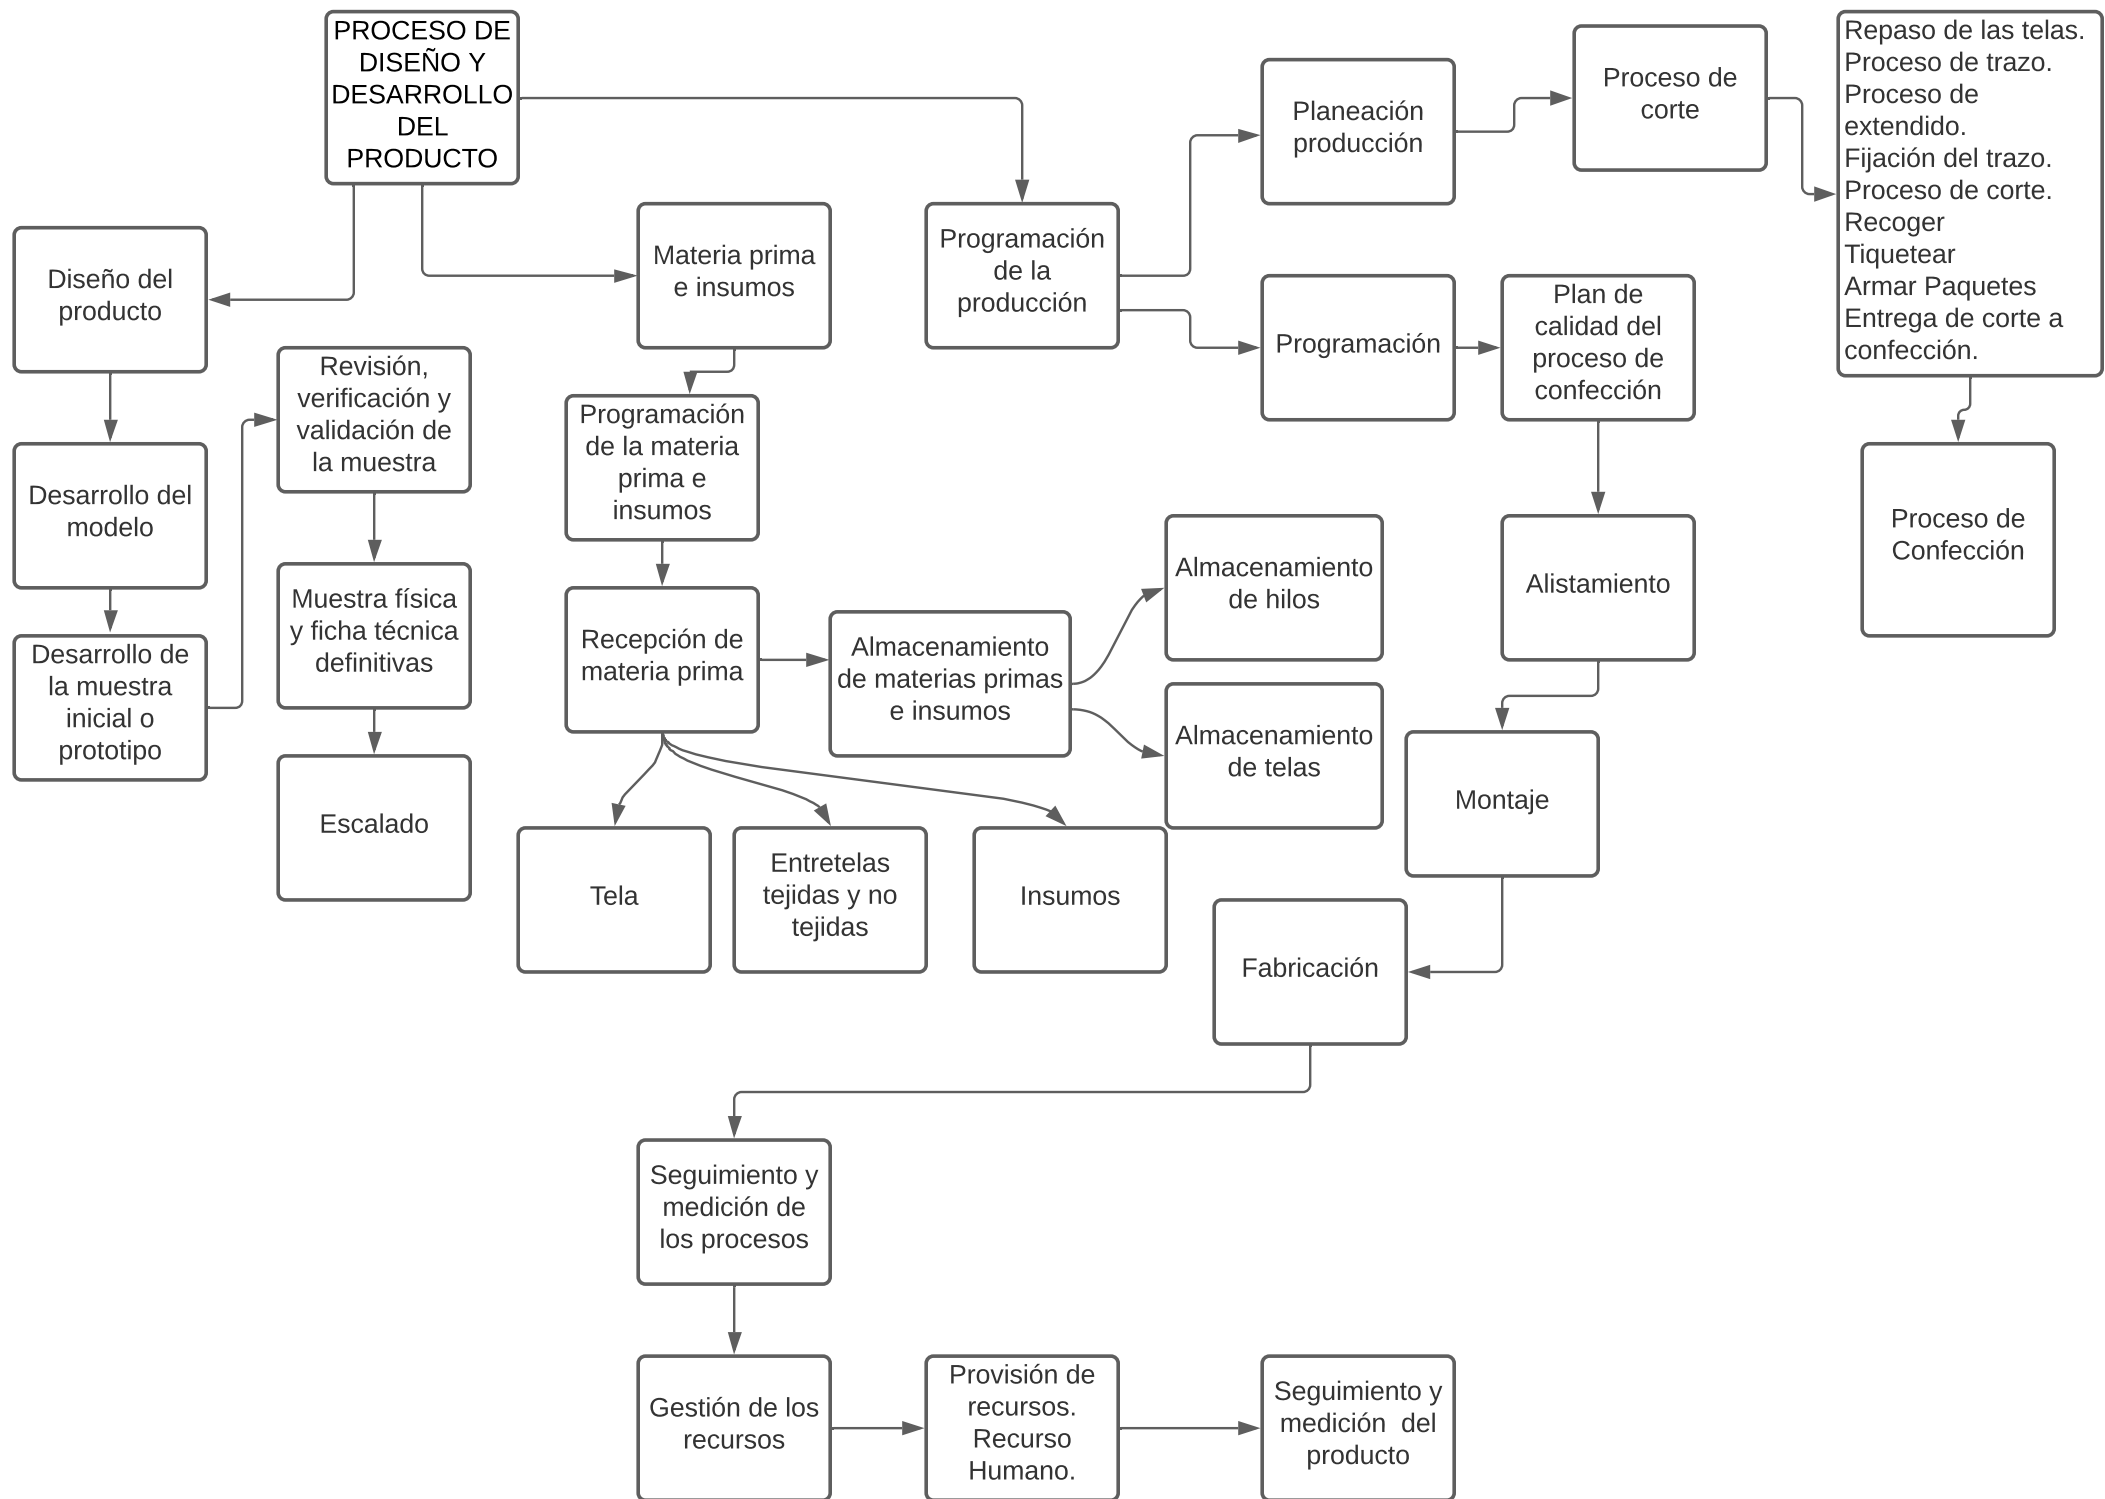 PROCESO DE
DISEÑO Y
DESARROLLO
DEL
PRODUCTO
Diseño del
producto
Desarrollo del
modelo
Desarrollo de
la muestra
inicial o
prototipo
Revisión,
verificación y
validación de
la muestra
Muestra física
y ficha técnica
definitivas
Escalado
Materia prima
e insumos
Programación
de la materia
prima e
insumos
Recepción de
materia prima
Tela
Entretelas
tejidas y no
tejidas
Insumos
Almacenamiento
de materias primas
e insumos
Almacenamiento
de hilos
Almacenamiento
de telas
Programación
de la
producción
Planeación
producción
Proceso de
corte
Repaso de las telas.
Proceso de trazo.
Proceso de
extendido.
Fijación del trazo.
Proceso de corte.
Recoger
Tiquetear
Armar Paquetes
Entrega de corte a
confección.
Proceso de
Confección
Programación
Plan de
calidad del
proceso de
confección
Alistamiento
Montaje
Fabricación
Seguimiento y
medición de
los procesos
Gestión de los
recursos
Provisión de
recursos.
Recurso
Humano.
Seguimiento y
medición  del
producto